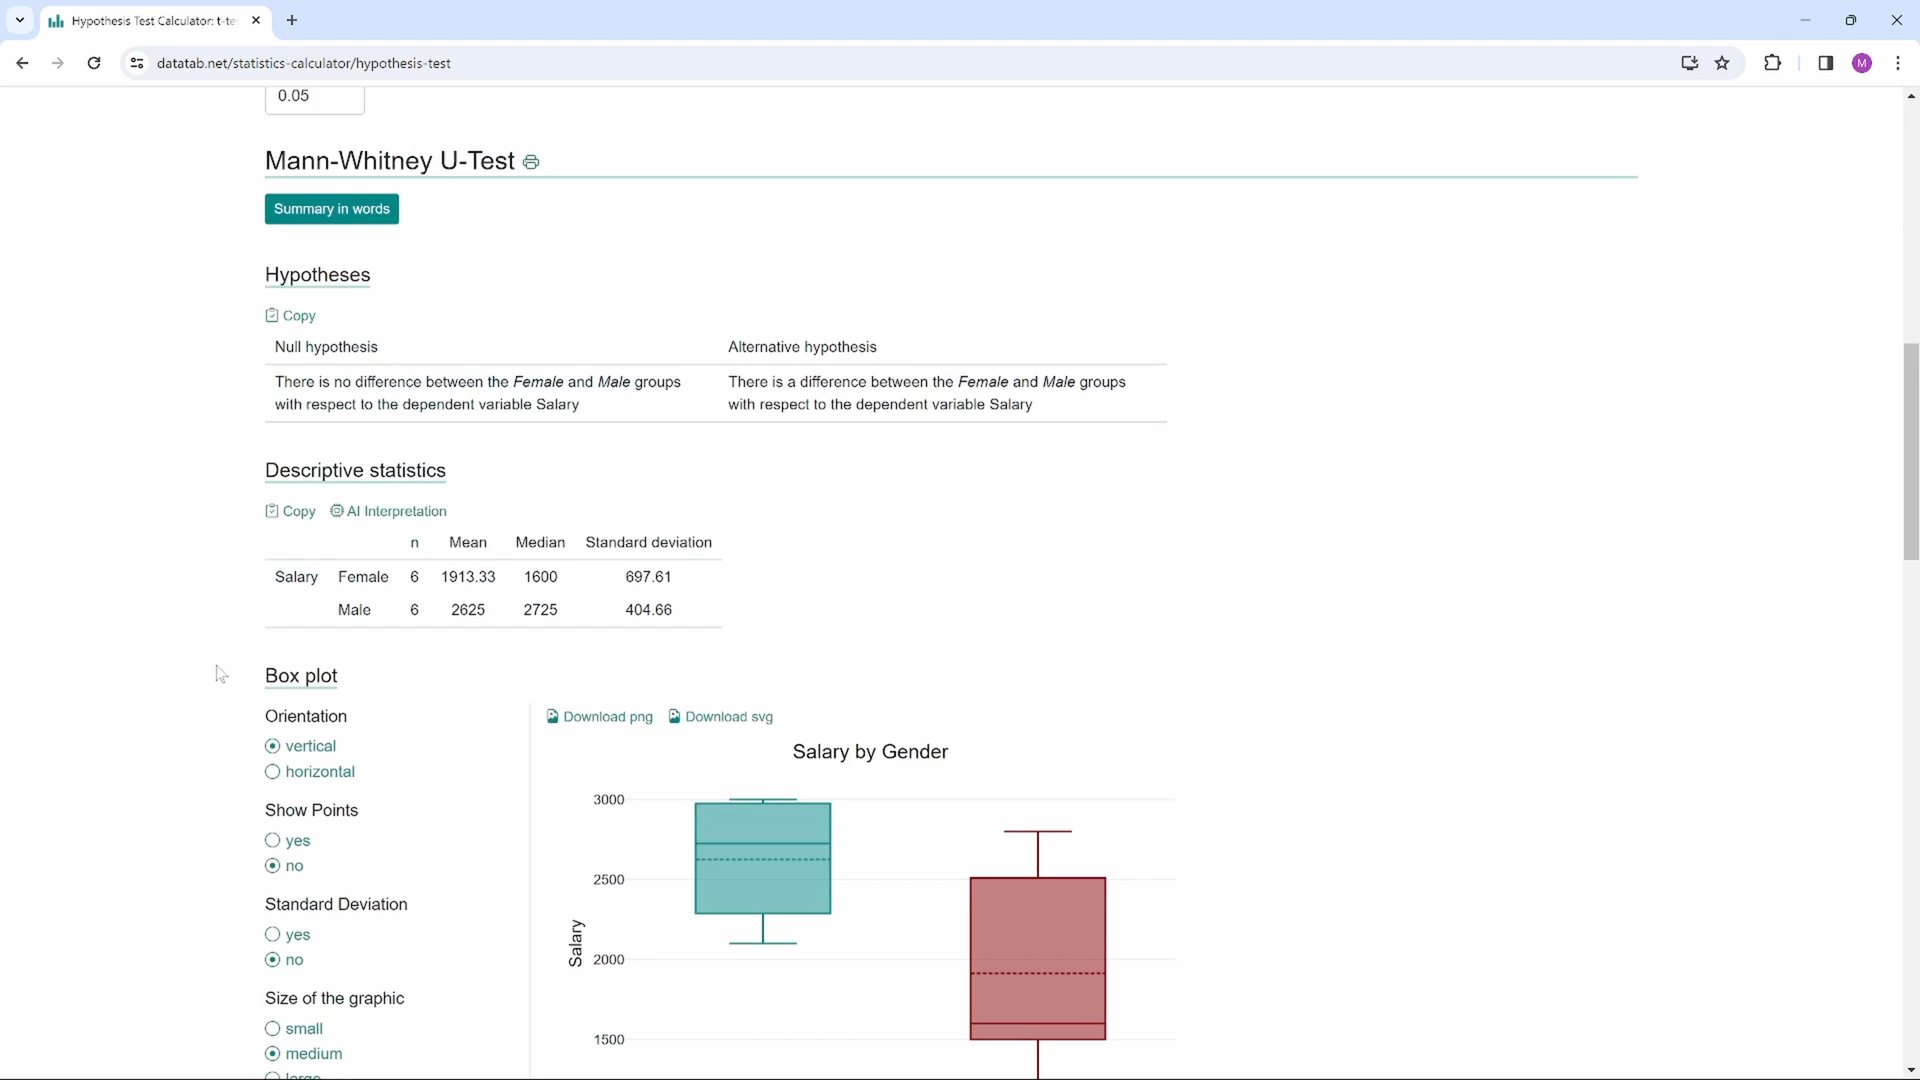 Hypothesis Test Calculator: t-te
datatab.net/statistics-calculator/hypothesis-test
M
0.05
Mann-Whitney U-Test
Summary in words
Hypotheses
Copy
Null hypothesis Alternative hypothesis
There is no difference between the Female and Male groups There is a difference between the Female and Male groups
with respect to the dependent variable Salary with respect to the dependent variable Salary
Descriptive statistics
Copy AI Interpretation
n Mean Median Standard deviation
Salary Female 6 1913.33 1600 697.61
Male 6 2625 2725 404.66
Box plot
Orientation
vertical
horizontal
Show Points
yes
no
Standard Deviation
yes
no
Size of the graphic
small
medium
large
Download png Download svg
Salary by Gender
3000
2500
2000
1500
Salary